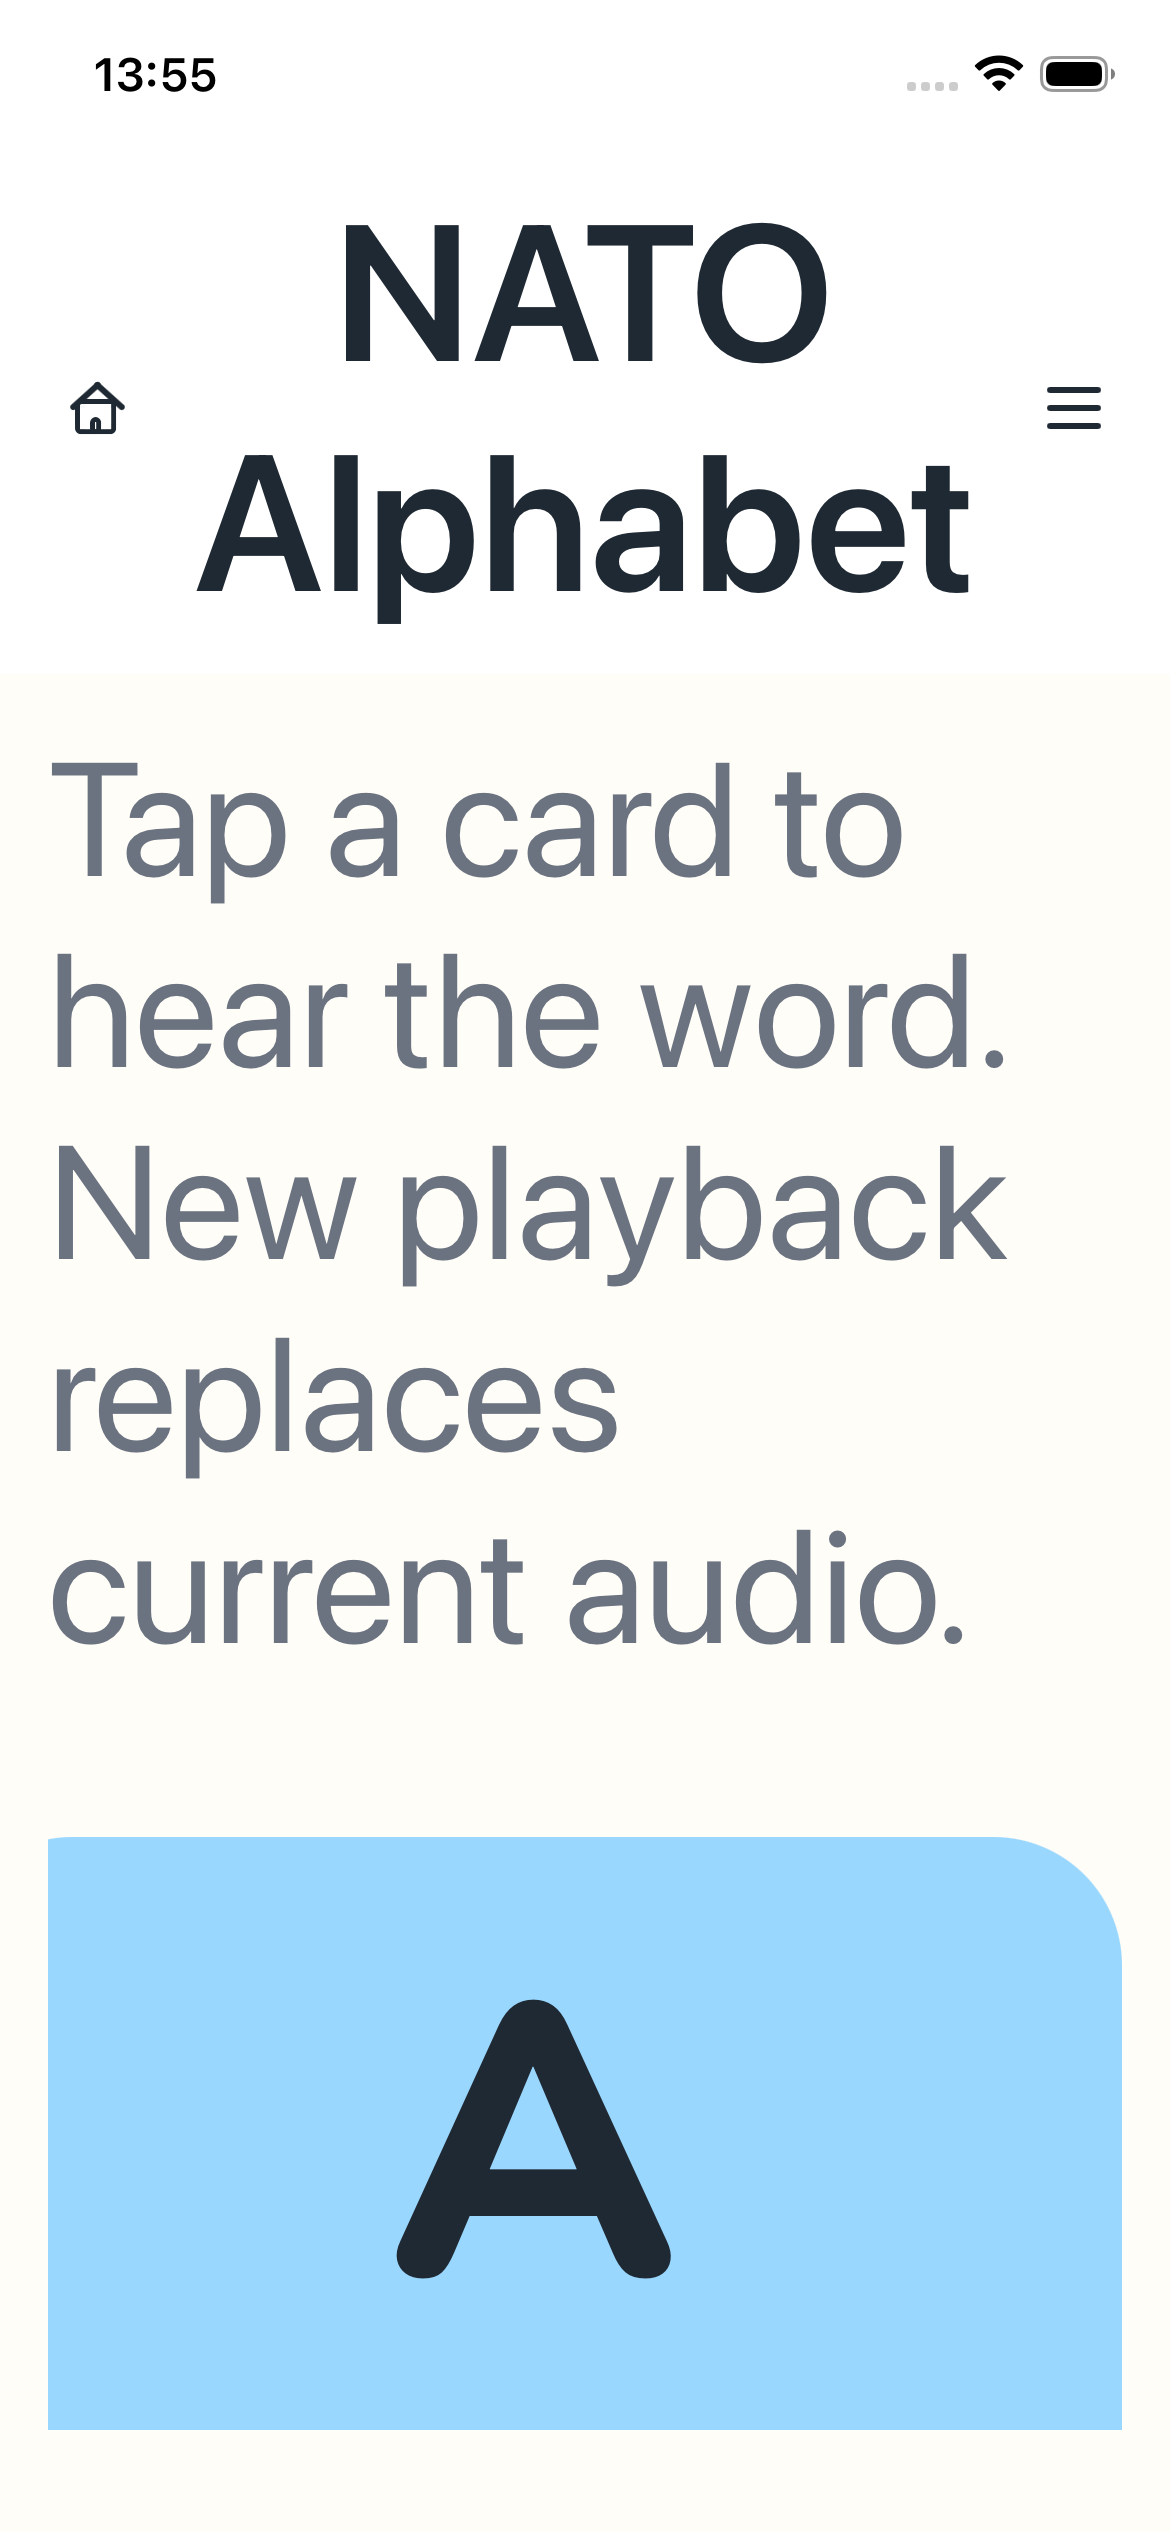 13:55
NATO
Alphabet
Tap a card to
hear the word.
New playback
replaces
current audio.
A